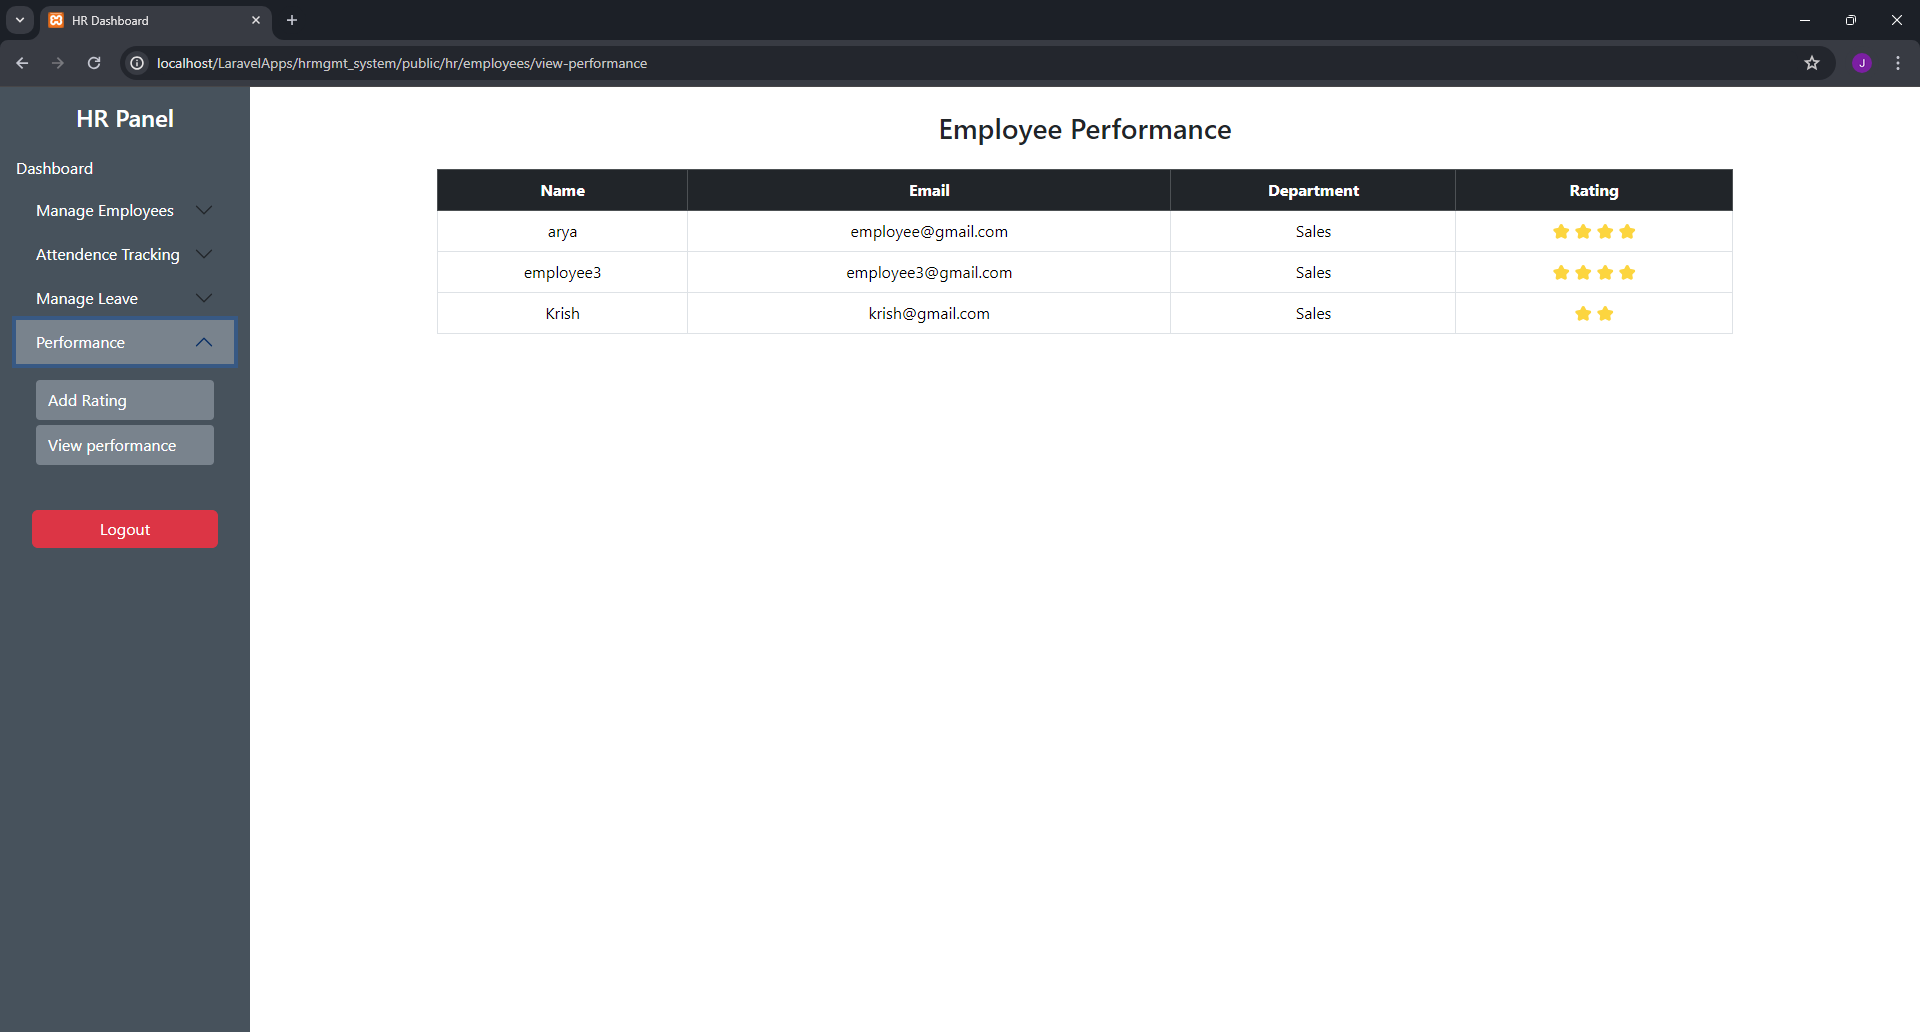 HR Dashboard
localhost/LaravelApps/hrmgmt_system/public/hr/employees/view-performance
J
HR Panel
Dashboard
Manage Employees
Attendence Tracking
Manage Leave
Performance
Add Rating
View performance
Logout
Employee Performance
Name Email Department Rating
arya employee@gmail.com Sales
employee3 employee3@gmail.com Sales
Krish krish@gmail.com Sales